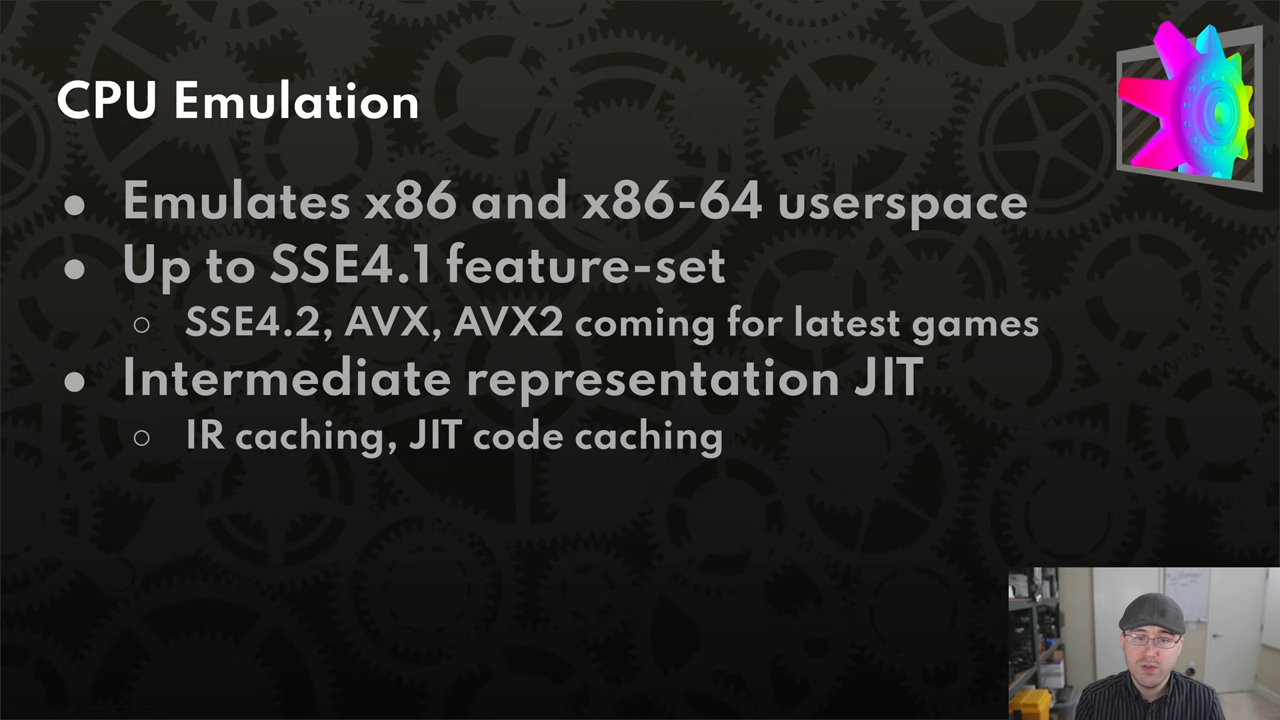 CPU Emulation
● Emulates x86 and x86-64 userspace
● Up to SSE4.1 feature-set
○ SSE4.2, AVX, AVX2 coming for latest games
● Intermediate representation JIT
○ IR caching, JIT code caching